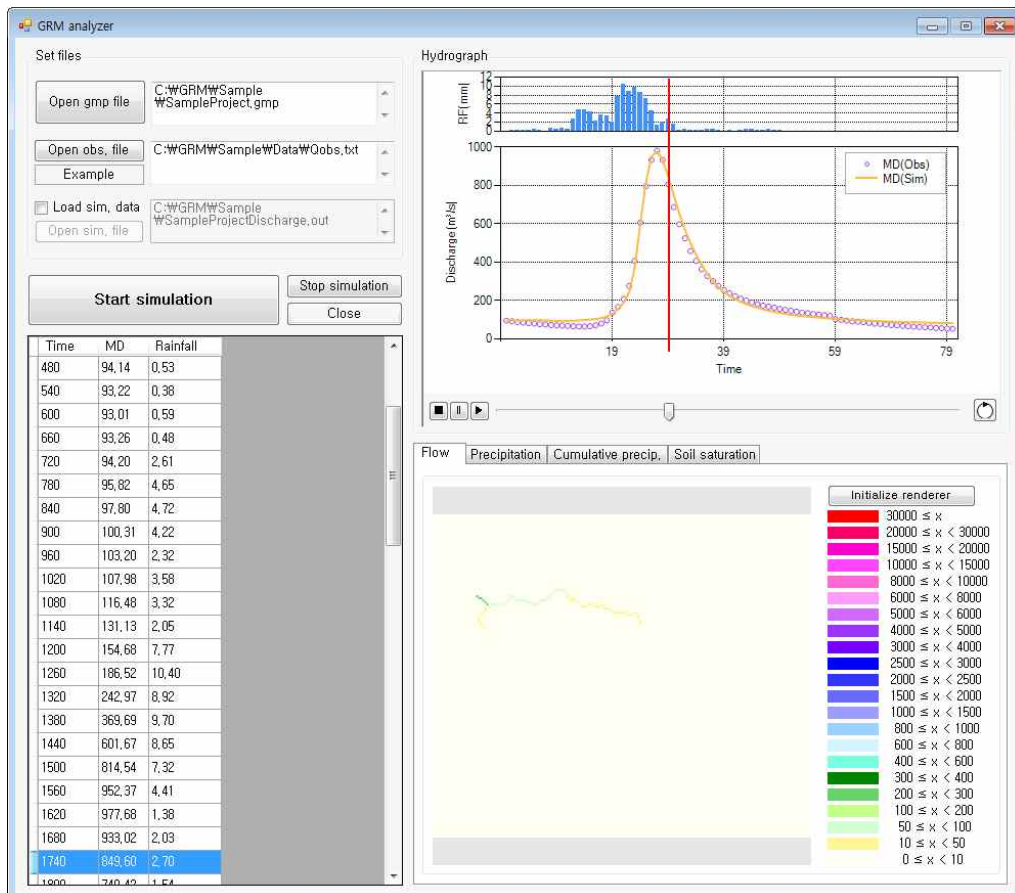 GRM analyzer
Set files
Open gmp file
C:₩GRM₩Sample
₩SampleProject.gmp
Open obs. file
C:₩GRM₩Sample₩Data₩Qobs.txt
Example
Load sim. data
C:₩GRM₩Sample
₩SampleProjectDischarge.out
Open sim. file
Start simulation
Stop simulation
Close
Time MD Rainfall
480 94.14 0.53
540 93.22 0.38
600 93.01 0.59
660 93.26 0.48
720 94.20 2.61
780 95.82 4.65
840 97.80 4.72
900 100.31 4.22
960 103.20 2.32
1020 107.98 3.58
1080 116.48 3.32
1140 131.13 2.05
1200 154.68 7.77
1260 186.52 10.40
1320 242.97 8.92
1380 369.69 9.70
1440 601.67 8.65
1500 814.54 7.32
1560 952.37 4.41
1620 977.68 1.38
1680 933.02 2.03
1740 849.60 2.70
Hydrograph
RF[mm]
12
10
8
6
4
2
0
Discharge[m³/s]
1000
800
600
400
200
0
MD(Obs)
MD(Sim)
19 39 59 79
Time
Flow Precipitation Cumulative precip. Soil saturation
Initialize renderer
30000 ≤ x
20000 ≤ x < 30000
15000 ≤ x < 20000
10000 ≤ x < 15000
8000 ≤ x < 10000
6000 ≤ x < 8000
5000 ≤ x < 6000
4000 ≤ x < 5000
3000 ≤ x < 4000
2500 ≤ x < 3000
2000 ≤ x < 2500
1500 ≤ x < 2000
1000 ≤ x < 1500
800 ≤ x < 1000
600 ≤ x < 800
400 ≤ x < 600
300 ≤ x < 400
200 ≤ x < 300
100 ≤ x < 200
50 ≤ x < 100
10 ≤ x < 50
0 ≤ x < 10